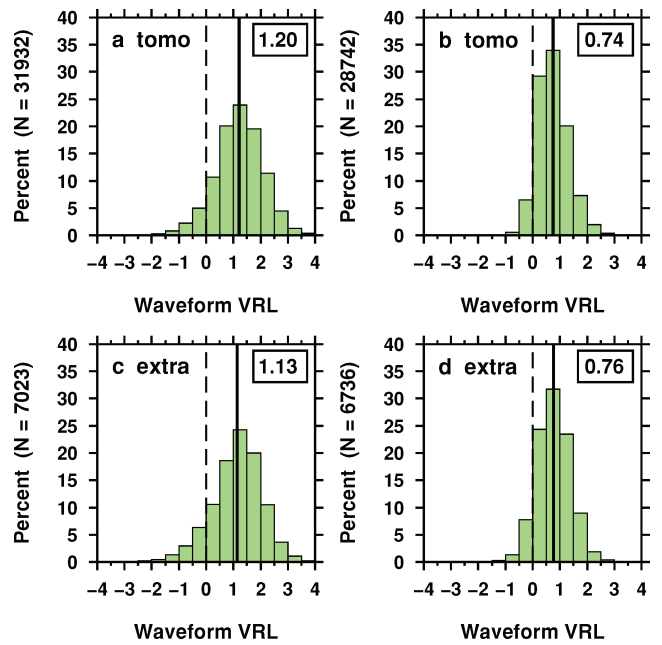 Percent (N = 31932)
40
35
30
25
20
15
10
5
0
a tomo
1.20
−4 −3 −2 −1 0 1 2 3 4
Waveform VRL
Percent (N = 28742)
40
35
30
25
20
15
10
5
0
b tomo
0.74
−4 −3 −2 −1 0 1 2 3 4
Waveform VRL
Percent (N = 7023)
40
35
30
25
20
15
10
5
0
c extra
1.13
−4 −3 −2 −1 0 1 2 3 4
Waveform VRL
Percent (N = 6736)
40
35
30
25
20
15
10
5
0
d extra
0.76
−4 −3 −2 −1 0 1 2 3 4
Waveform VRL